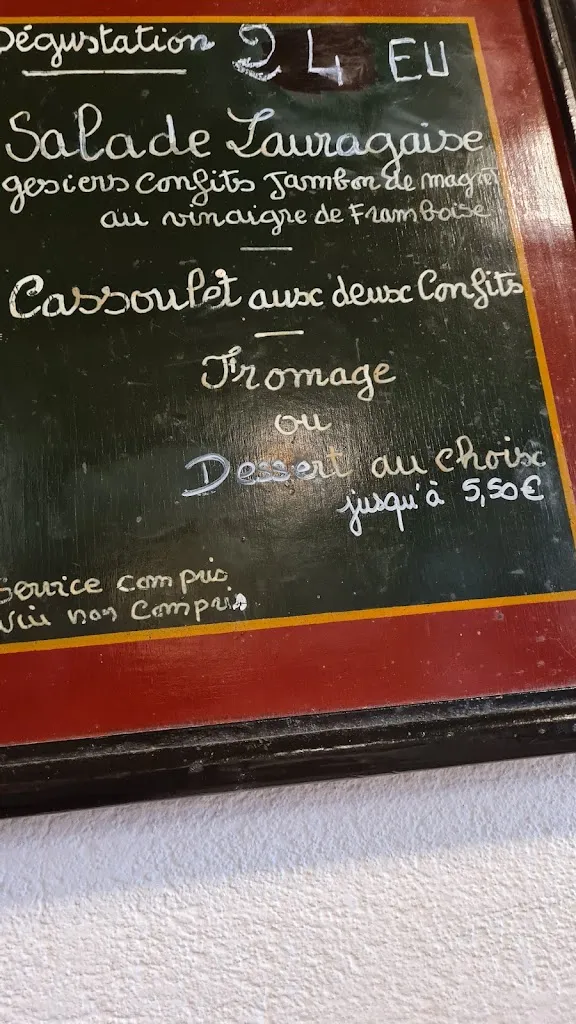 Dégustation 24 EU
Salade Lauragaise
gesiers confits Jambon de magret
au vinaigre de Framboise
Cassoulet aux deux Confits
Fromage
ou
Dessert au choix
jusqu'à 5,50€
Service compris
Vin non compris